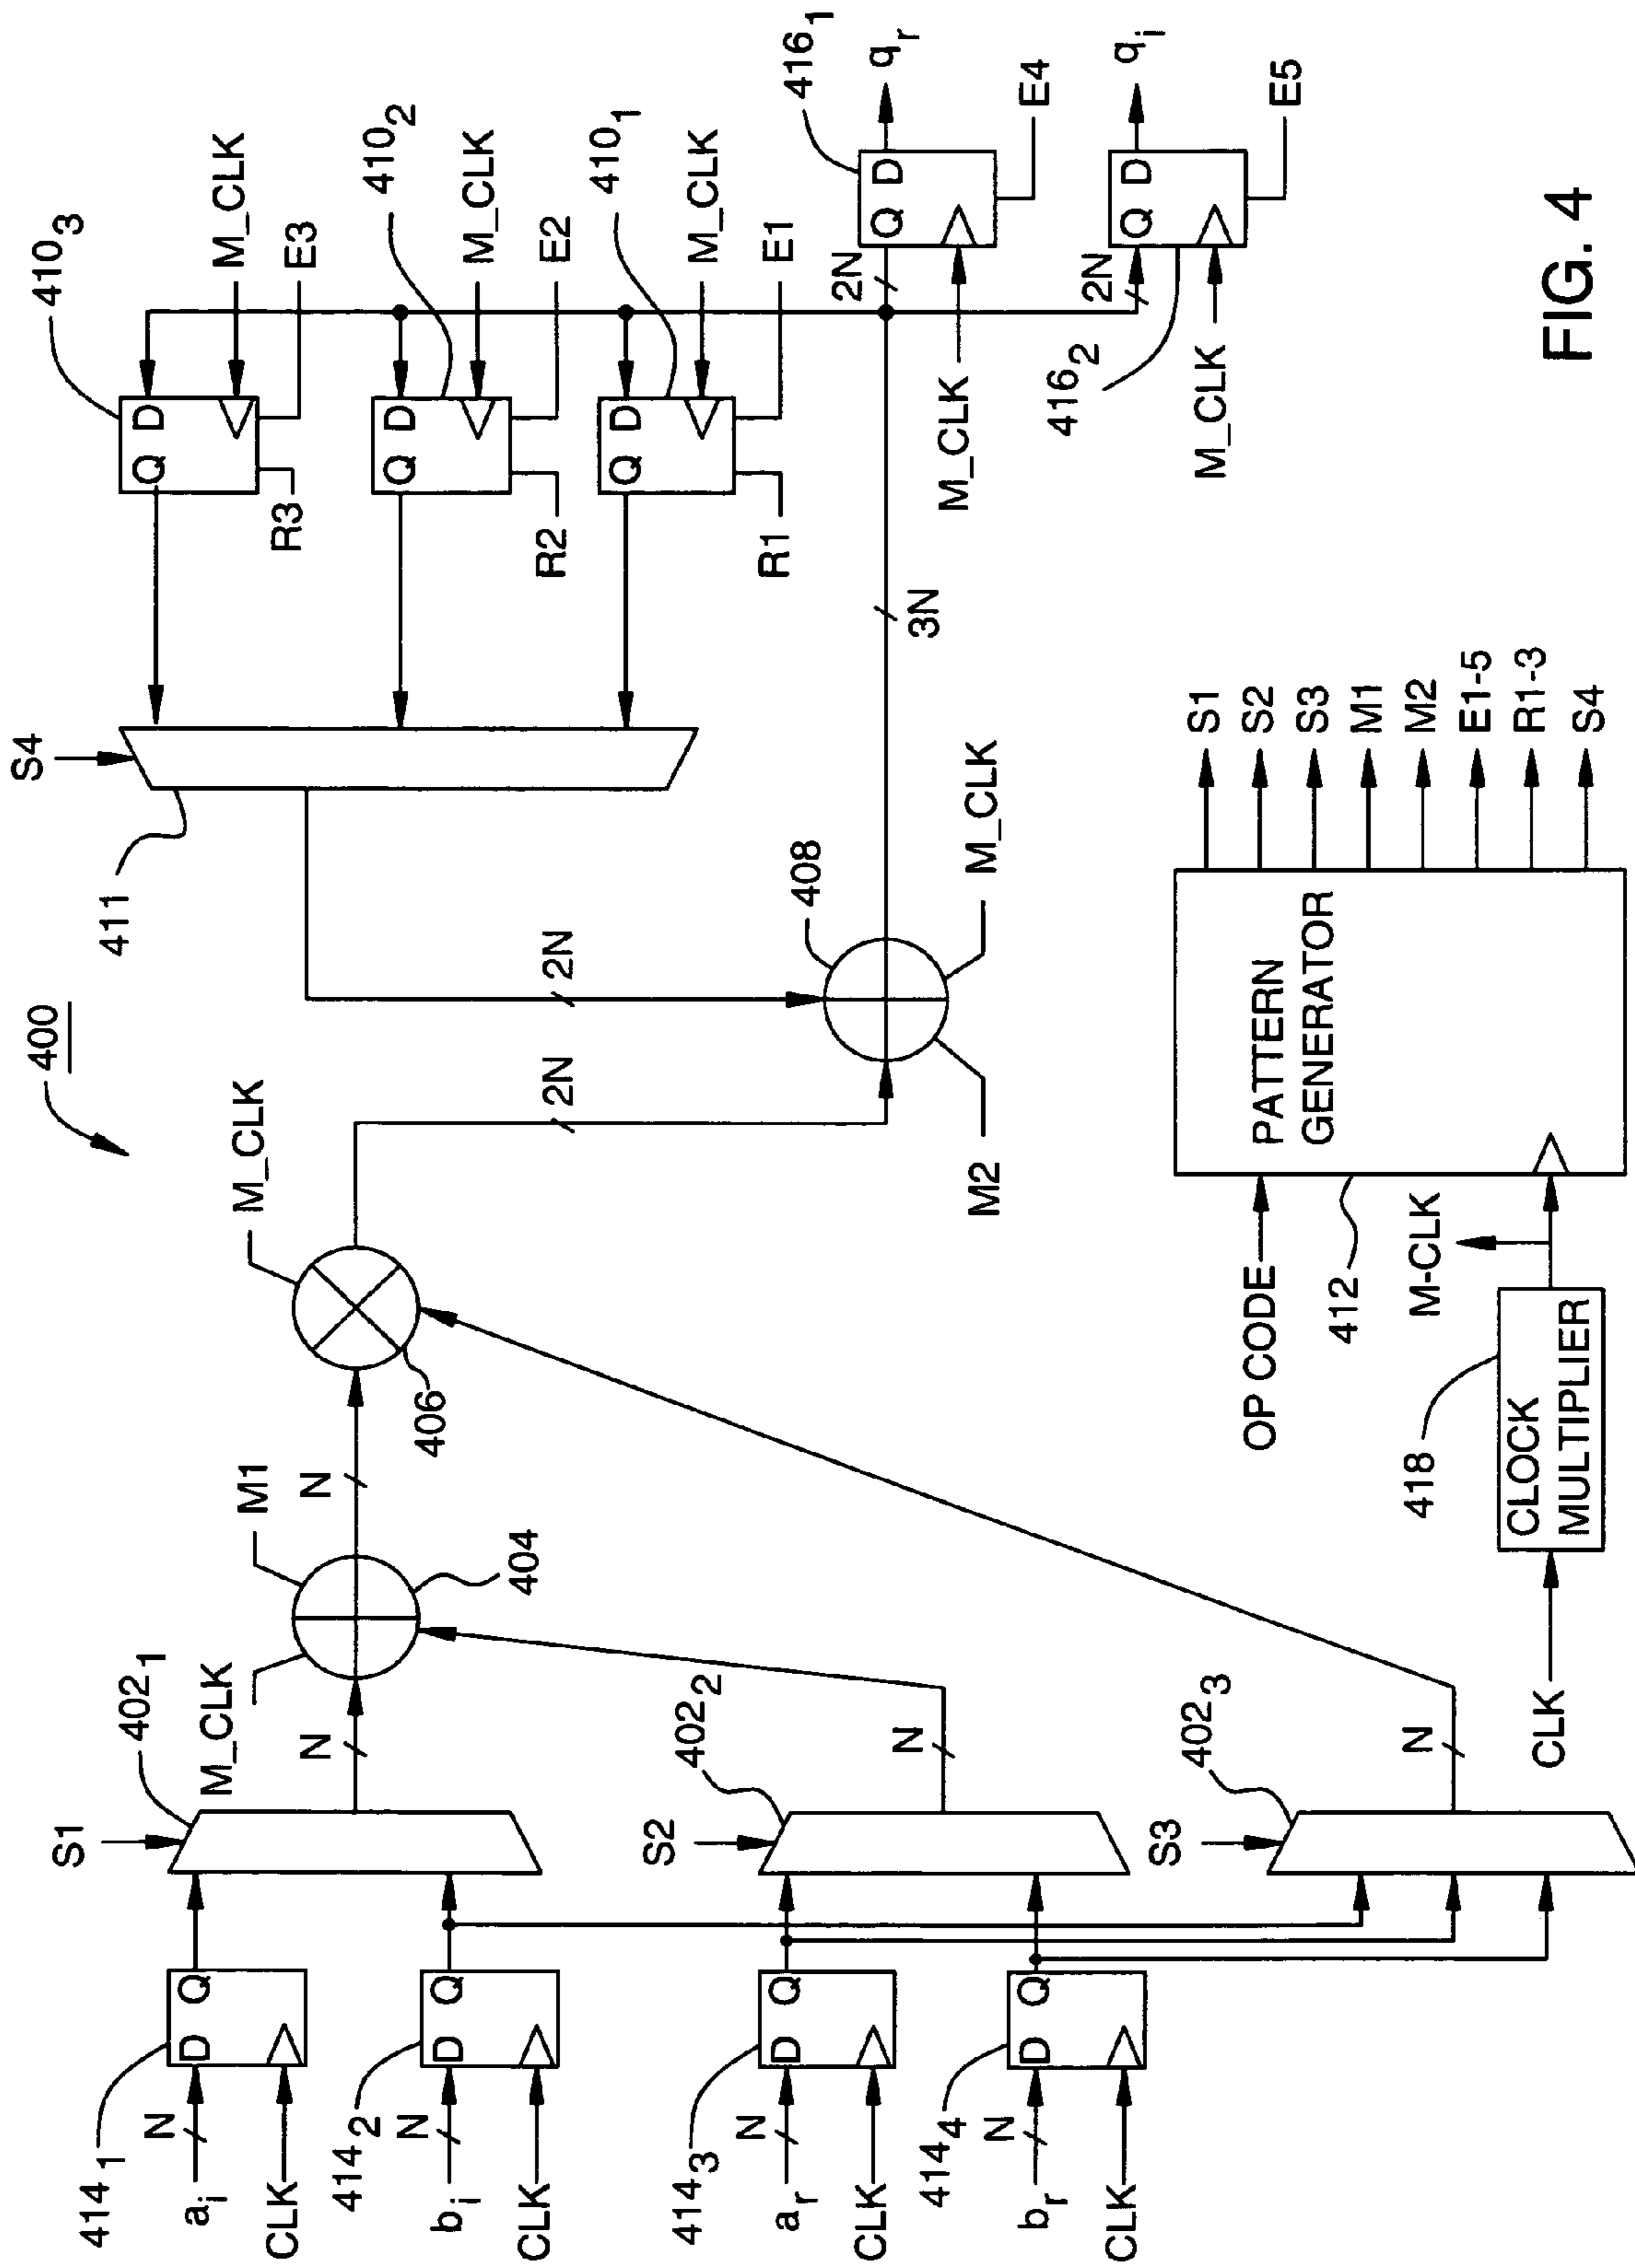 400
S1
402₁
414₁
N
a_i
D Q
CLK
414₂
N
b_i
D Q
CLK
N
M_CLK
M1
404
N
406
M_CLK
2N
S2
402₂
414₃
N
a_r
D Q
CLK
414₄
N
b_r
D Q
CLK
N
S3
402₃
N
S4
411
2N
408
M2
M_CLK
3N
410₃
Q D
M_CLK
E3
R3
410₂
Q D
M_CLK
E2
R2
410₁
Q D
M_CLK
E1
R1
2N
416₁
Q D
q_r
M_CLK
E4
2N
416₂
Q D
q_i
M_CLK
E5
CLK
CLOCK
MULTIPLIER
418
M-CLK
OP CODE
412
PATTERN
GENERATOR
S1
S2
S3
M1
M2
E1-5
R1-3
S4
FIG. 4